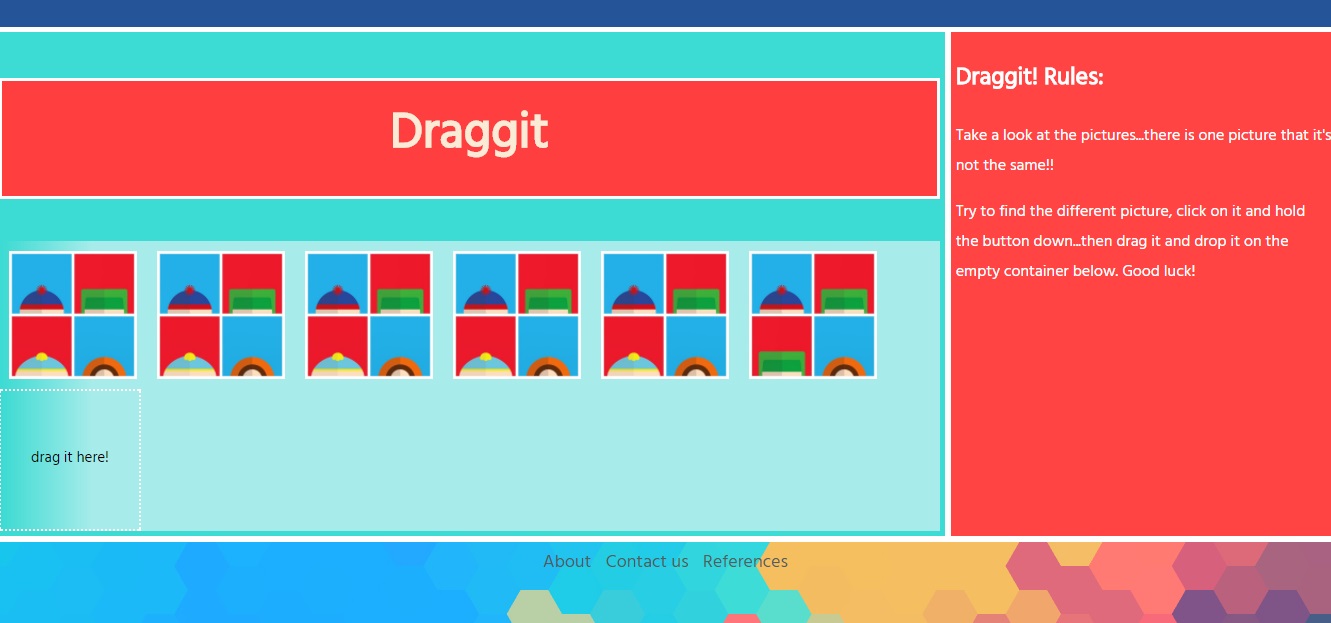 Draggit
drag it here!
Draggit! Rules:
Take a look at the pictures...there is one picture that it's
not the same!!
Try to find the different picture, click on it and hold
the button down...then drag it and drop it on the
empty container below. Good luck!
About Contact us References